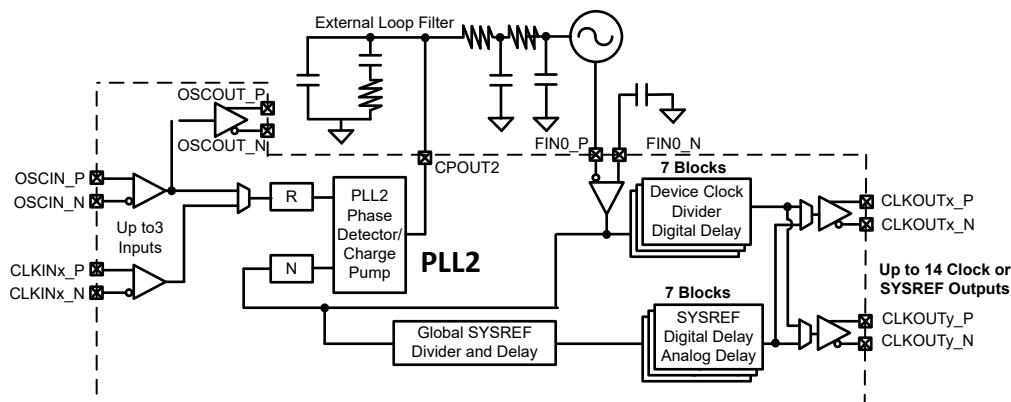 External Loop Filter
OSCOUT_P
OSCOUT_N
CPOUT2
FIN0_P
FIN0_N
OSCIN_P
OSCIN_N
Up to3
Inputs
CLKINx_P
CLKINx_N
R
N
PLL2
Phase
Detector/
Charge
Pump
PLL2
7 Blocks
Device Clock
Divider
Digital Delay
CLKOUTx_P
CLKOUTx_N
Up to 14 Clock or
SYSREF Outputs
7 Blocks
SYSREF
Digital Delay
Analog Delay
Global SYSREF
Divider and Delay
CLKOUTy_P
CLKOUTy_N